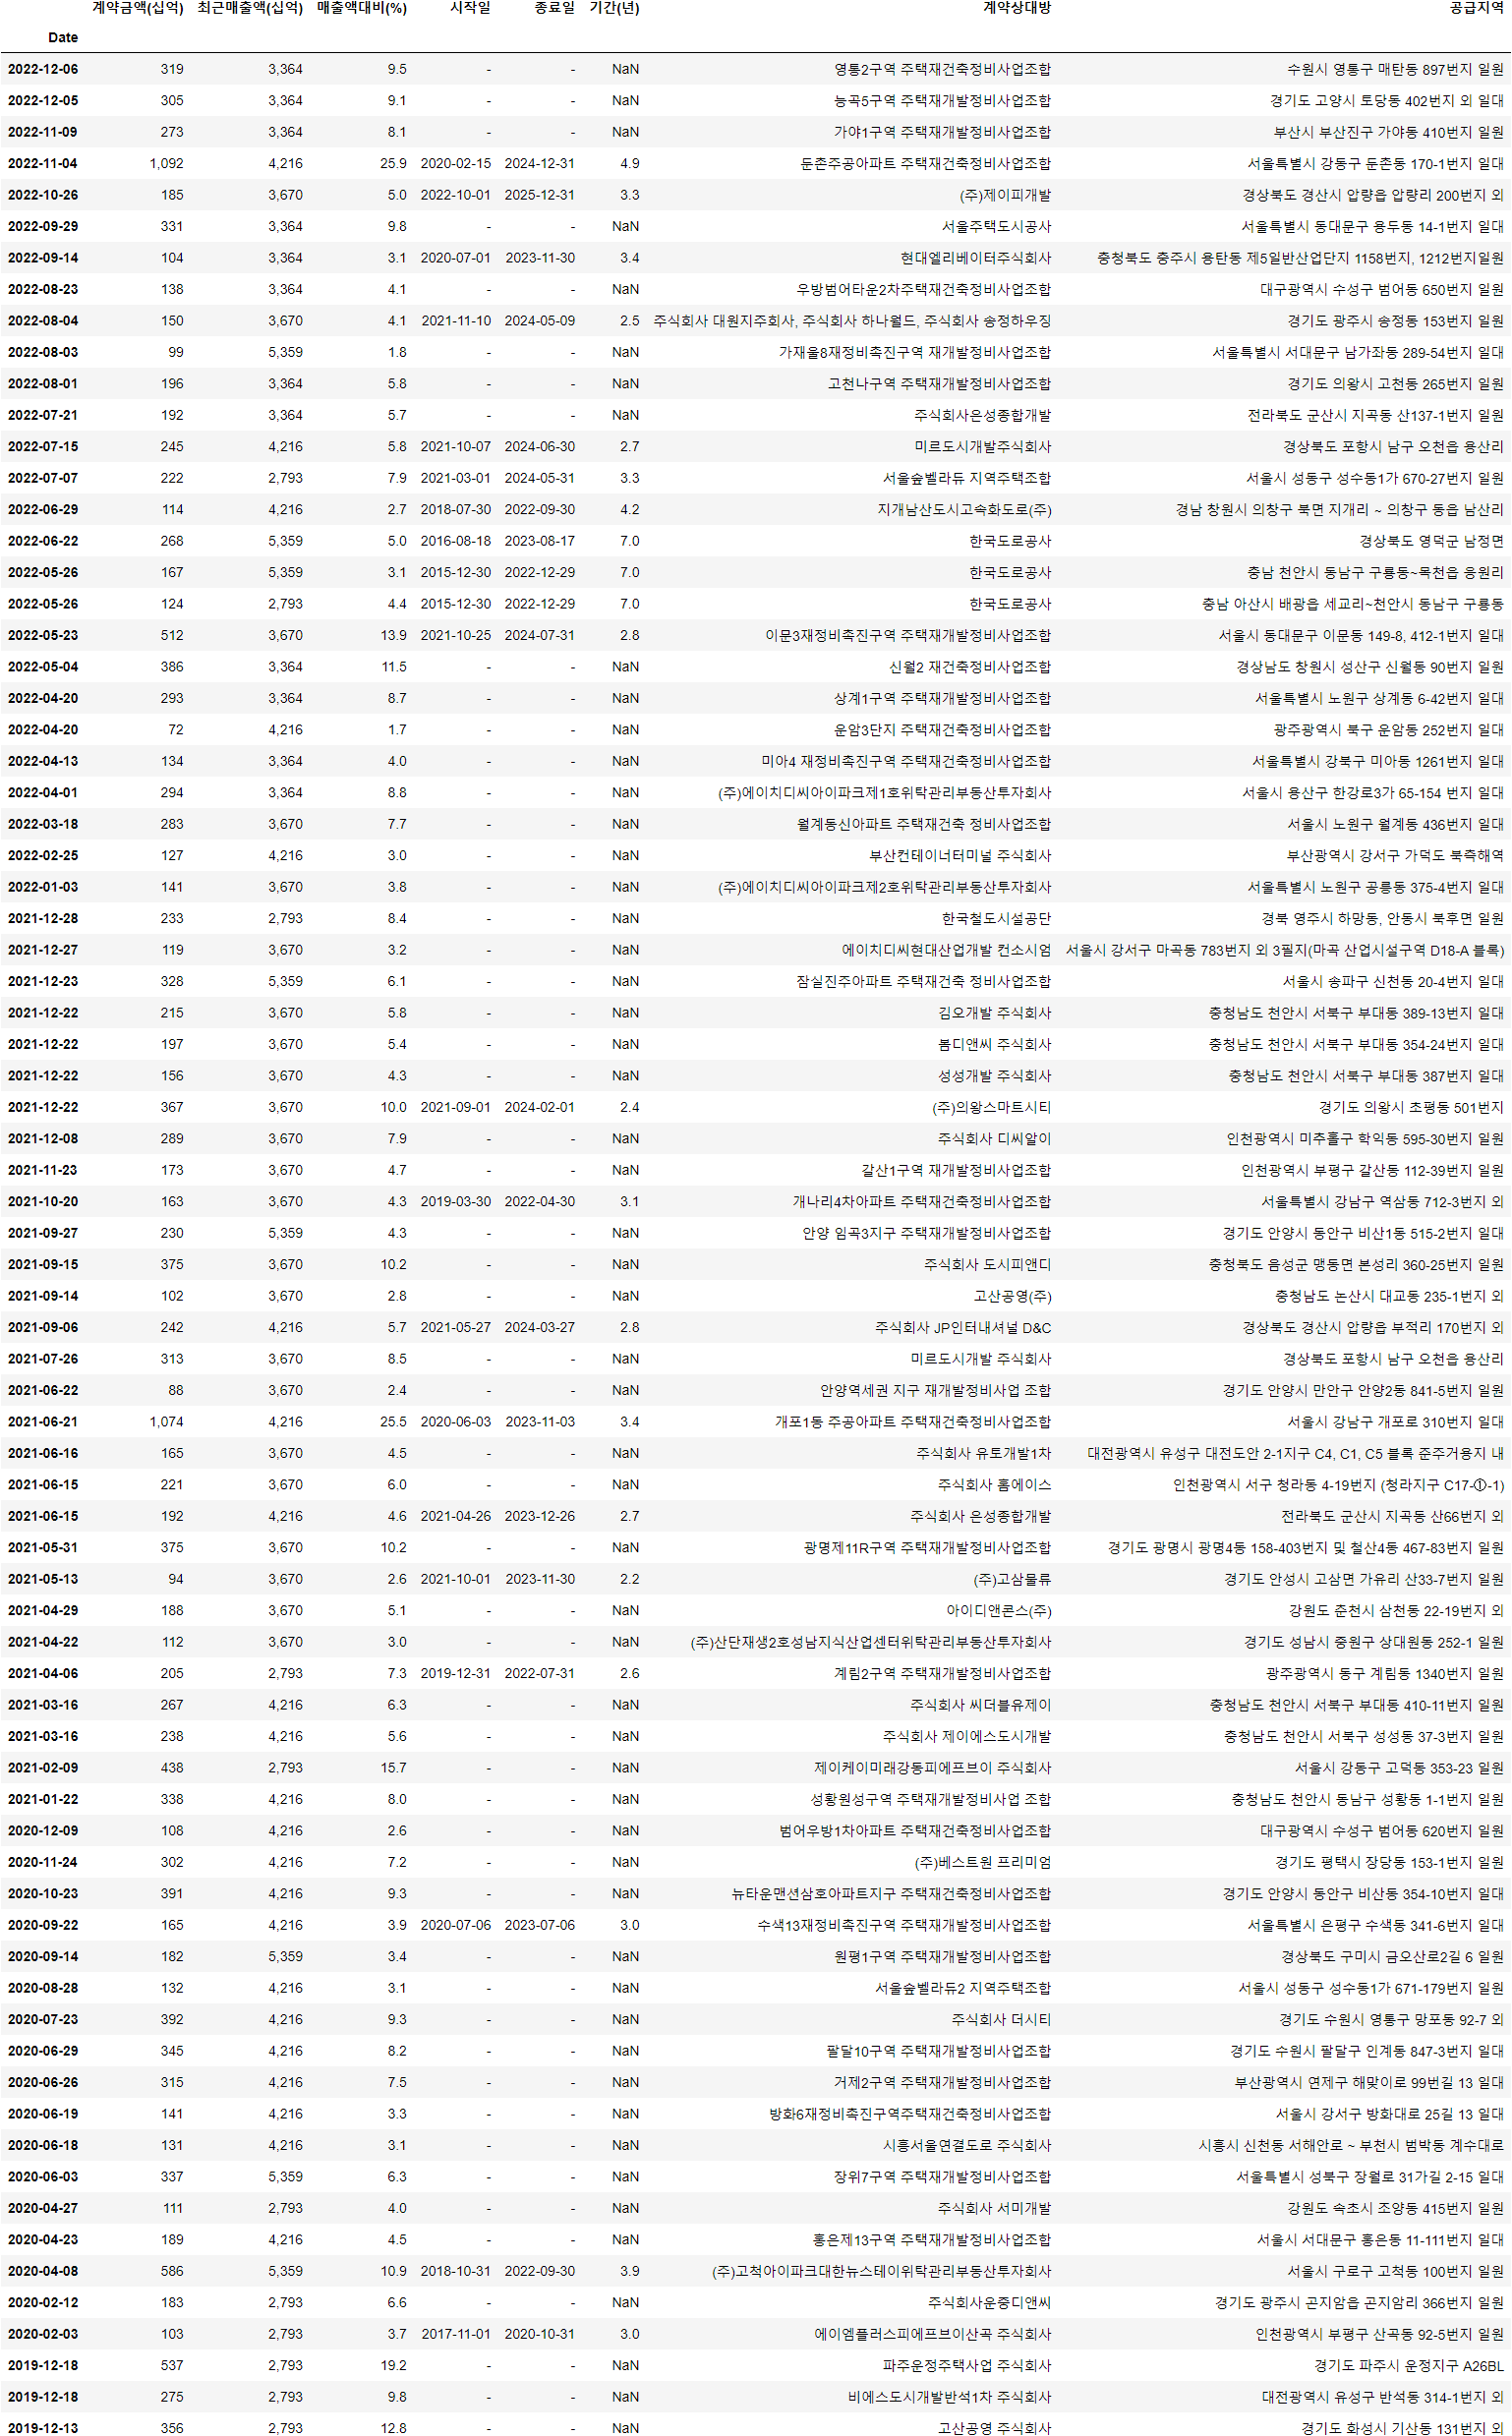 계약금액(십억) 최근매출액(십억) 매출액대비(%) 시작일 종료일 기간(년) 계약상대방 공급지역
Date
2022-12-06 319 3,364 9.5 - - NaN 영통2구역 주택재건축정비사업조합 수원시 영통구 매탄동 897번지 일원
2022-12-05 305 3,364 9.1 - - NaN 능곡5구역 주택재개발정비사업조합 경기도 고양시 토당동 402번지 외 일대
2022-11-09 273 3,364 8.1 - - NaN 가야1구역 주택재개발정비사업조합 부산시 부산진구 가야동 410번지 일원
2022-11-04 1,092 4,216 25.9 2020-02-15 2024-12-31 4.9 둔촌주공아파트 주택재건축정비사업조합 서울특별시 강동구 둔촌동 170-1번지 일대
2022-10-26 185 3,670 5.0 2022-10-01 2025-12-31 3.3 (주)제이피개발 경상북도 경산시 압량읍 압량리 200번지 외
2022-09-29 331 3,364 9.8 - - NaN 서울주택도시공사 서울특별시 동대문구 용두동 14-1번지 일대
2022-09-14 104 3,364 3.1 2020-07-01 2023-11-30 3.4 현대엘리베이터주식회사 충청북도 충주시 용탄동 제5일반산업단지 1158번지, 1212번지일원
2022-08-23 138 3,364 4.1 - - NaN 우방범어타운2차주택재건축정비사업조합 대구광역시 수성구 범어동 650번지 일원
2022-08-04 150 3,670 4.1 2021-11-10 2024-05-09 2.5 주식회사 대원지주회사, 주식회사 하나월드, 주식회사 송정하우징 경기도 광주시 송정동 153번지 일원
2022-08-03 99 5,359 1.8 - - NaN 가재울8재정비촉진구역 재개발정비사업조합 서울특별시 서대문구 남가좌동 289-54번지 일대
2022-08-01 196 3,364 5.8 - - NaN 고천나구역 주택재개발정비사업조합 경기도 의왕시 고천동 265번지 일원
2022-07-21 192 3,364 5.7 - - NaN 주식회사은성종합개발 전라북도 군산시 지곡동 산137-1번지 일원
2022-07-15 245 4,216 5.8 2021-10-07 2024-06-30 2.7 미르도시개발주식회사 경상북도 포항시 남구 오천읍 용산리
2022-07-07 222 2,793 7.9 2021-03-01 2024-05-31 3.3 서울숲벨라듀 지역주택조합 서울시 성동구 성수동1가 670-27번지 일원
2022-06-29 114 4,216 2.7 2018-07-30 2022-09-30 4.2 지개남산도시고속화도로(주) 경남 창원시 의창구 북면 지개리 ~ 의창구 동읍 남산리
2022-06-22 268 5,359 5.0 2016-08-18 2023-08-17 7.0 한국도로공사 경상북도 영덕군 남정면
2022-05-26 167 5,359 3.1 2015-12-30 2022-12-29 7.0 한국도로공사 충남 천안시 동남구 구룡동~목천읍 응원리
2022-05-26 124 2,793 4.4 2015-12-30 2022-12-29 7.0 한국도로공사 충남 아산시 배광읍 세교리~천안시 동남구 구룡동
2022-05-23 512 3,670 13.9 2021-10-25 2024-07-31 2.8 이문3재정비촉진구역 주택재개발정비사업조합 서울시 동대문구 이문동 149-8, 412-1번지 일대
2022-05-04 386 3,364 11.5 - - NaN 신월2 재건축정비사업조합 경상남도 창원시 성산구 신월동 90번지 일원
2022-04-20 293 3,364 8.7 - - NaN 상계1구역 주택재개발정비사업조합 서울특별시 노원구 상계동 6-42번지 일대
2022-04-20 72 4,216 1.7 - - NaN 운암3단지 주택재건축정비사업조합 광주광역시 북구 운암동 252번지 일대
2022-04-13 134 3,364 4.0 - - NaN 미아4 재정비촉진구역 주택재건축정비사업조합 서울특별시 강북구 미아동 1261번지 일대
2022-04-01 294 3,364 8.8 - - NaN (주)에이치디씨아이파크제1호위탁관리부동산투자회사 서울시 용산구 한강로3가 65-154 번지 일대
2022-03-18 283 3,670 7.7 - - NaN 월계동신아파트 주택재건축 정비사업조합 서울시 노원구 월계동 436번지 일대
2022-02-25 127 4,216 3.0 - - NaN 부산컨테이너터미널 주식회사 부산광역시 강서구 가덕도 북측해역
2022-01-03 141 3,670 3.8 - - NaN (주)에이치디씨아이파크제2호위탁관리부동산투자회사 서울특별시 노원구 공릉동 375-4번지 일대
2021-12-28 233 2,793 8.4 - - NaN 한국철도시설공단 경북 영주시 하망동, 안동시 북후면 일원
2021-12-27 119 3,670 3.2 - - NaN 에이치디씨현대산업개발 컨소시엄 서울시 강서구 마곡동 783번지 외 3필지(마곡 산업시설구역 D18-A 블록)
2021-12-23 328 5,359 6.1 - - NaN 잠실진주아파트 주택재건축 정비사업조합 서울시 송파구 신천동 20-4번지 일대
2021-12-22 215 3,670 5.8 - - NaN 김오개발 주식회사 충청남도 천안시 서북구 부대동 389-13번지 일대
2021-12-22 197 3,670 5.4 - - NaN 봄디앤씨 주식회사 충청남도 천안시 서북구 부대동 354-24번지 일대
2021-12-22 156 3,670 4.3 - - NaN 성성개발 주식회사 충청남도 천안시 서북구 부대동 387번지 일대
2021-12-22 367 3,670 10.0 2021-09-01 2024-02-01 2.4 (주)의왕스마트시티 경기도 의왕시 초평동 501번지
2021-12-08 289 3,670 7.9 - - NaN 주식회사 디씨알이 인천광역시 미추홀구 학익동 595-30번지 일원
2021-11-23 173 3,670 4.7 - - NaN 갈산1구역 재개발정비사업조합 인천광역시 부평구 갈산동 112-39번지 일원
2021-10-20 163 3,670 4.3 2019-03-30 2022-04-30 3.1 개나리4차아파트 주택재건축정비사업조합 서울특별시 강남구 역삼동 712-3번지 외
2021-09-27 230 5,359 4.3 - - NaN 안양 임곡3지구 주택재개발정비사업조합 경기도 안양시 동안구 비산1동 515-2번지 일대
2021-09-15 375 3,670 10.2 - - NaN 주식회사 도시피앤디 충청북도 음성군 맹동면 본성리 360-25번지 일원
2021-09-14 102 3,670 2.8 - - NaN 고산공영(주) 충청남도 논산시 대교동 235-1번지 외
2021-09-06 242 4,216 5.7 2021-05-27 2024-03-27 2.8 주식회사 JP인터내셔널 D&C 경상북도 경산시 압량읍 부적리 170번지 외
2021-07-26 313 3,670 8.5 - - NaN 미르도시개발 주식회사 경상북도 포항시 남구 오천읍 용산리
2021-06-22 88 3,670 2.4 - - NaN 안양역세권 지구 재개발정비사업 조합 경기도 안양시 만안구 안양2동 841-5번지 일원
2021-06-21 1,074 4,216 25.5 2020-06-03 2023-11-03 3.4 개포1동 주공아파트 주택재건축정비사업조합 서울시 강남구 개포로 310번지 일대
2021-06-16 165 3,670 4.5 - - NaN 주식회사 유토개발1차 대전광역시 유성구 대전도안 2-1지구 C4, C1, C5 블록 준주거용지 내
2021-06-15 221 3,670 6.0 - - NaN 주식회사 홈에이스 인천광역시 서구 청라동 4-19번지 (청라지구 C17-①-1)
2021-06-15 192 4,216 4.6 2021-04-26 2023-12-26 2.7 주식회사 은성종합개발 전라북도 군산시 지곡동 산66번지 외
2021-05-31 375 3,670 10.2 - - NaN 광명제11R구역 주택재개발정비사업조합 경기도 광명시 광명4동 158-403번지 및 철산4동 467-83번지 일원
2021-05-13 94 3,670 2.6 2021-10-01 2023-11-30 2.2 (주)고삼물류 경기도 안성시 고삼면 가유리 산33-7번지 일원
2021-04-29 188 3,670 5.1 - - NaN 아이디앤콘스(주) 강원도 춘천시 삼천동 22-19번지 외
2021-04-22 112 3,670 3.0 - - NaN (주)산단재생2호성남지식산업센터위탁관리부동산투자회사 경기도 성남시 중원구 상대원동 252-1 일원
2021-04-06 205 2,793 7.3 2019-12-31 2022-07-31 2.6 계림2구역 주택재개발정비사업조합 광주광역시 동구 계림동 1340번지 일원
2021-03-16 267 4,216 6.3 - - NaN 주식회사 씨더블유제이 충청남도 천안시 서북구 부대동 410-11번지 일원
2021-03-16 238 4,216 5.6 - - NaN 주식회사 제이에스도시개발 충청남도 천안시 서북구 성성동 37-3번지 일원
2021-02-09 438 2,793 15.7 - - NaN 제이케이미래강동피에프브이 주식회사 서울시 강동구 고덕동 353-23 일원
2021-01-22 338 4,216 8.0 - - NaN 성황원성구역 주택재개발정비사업 조합 충청남도 천안시 동남구 성황동 1-1번지 일원
2020-12-09 108 4,216 2.6 - - NaN 범어우방1차아파트 주택재건축정비사업조합 대구광역시 수성구 범어동 620번지 일원
2020-11-24 302 4,216 7.2 - - NaN (주)베스트원 프리미엄 경기도 평택시 장당동 153-1번지 일원
2020-10-23 391 4,216 9.3 - - NaN 뉴타운맨션삼호아파트지구 주택재건축정비사업조합 경기도 안양시 동안구 비산동 354-10번지 일원
2020-09-22 165 4,216 3.9 2020-07-06 2023-07-06 3.0 수색13재정비촉진구역 주택재개발정비사업조합 서울특별시 은평구 수색동 341-6번지 일대
2020-09-14 182 5,359 3.4 - - NaN 원평1구역 주택재개발정비사업조합 경상북도 구미시 금오산로2길 6 일원
2020-08-28 132 4,216 3.1 - - NaN 서울숲벨라듀2 지역주택조합 서울시 성동구 성수동1가 671-179번지 일원
2020-07-23 392 4,216 9.3 - - NaN 주식회사 더시티 경기도 수원시 영통구 망포동 92-7 외
2020-06-29 345 4,216 8.2 - - NaN 팔달10구역 주택재개발정비사업조합 경기도 수원시 팔달구 인계동 847-3번지 일대
2020-06-26 315 4,216 7.5 - - NaN 거제2구역 주택재개발정비사업조합 부산광역시 연제구 해맞이로 99번길 13 일대
2020-06-19 141 4,216 3.3 - - NaN 방화6재정비촉진구역주택재건축정비사업조합 서울시 강서구 방화대로 25길 13 일대
2020-06-18 131 4,216 3.1 - - NaN 시흥서울연결도로 주식회사 시흥시 신천동 서해안로 ~ 부천시 범박동 계수대로
2020-06-03 337 5,359 6.3 - - NaN 장위7구역 주택재개발정비사업조합 서울특별시 성북구 장월로 31가길 2-15 일대
2020-04-27 111 2,793 4.0 - - NaN 주식회사 서미개발 강원도 속초시 조양동 415번지 일원
2020-04-23 189 4,216 4.5 - - NaN 홍은제13구역 주택재개발정비사업조합 서울시 서대문구 홍은동 11-111번지 일대
2020-04-08 586 5,359 10.9 2018-10-31 2022-09-30 3.9 (주)고척아이파크대한뉴스테이위탁관리부동산투자회사 서울시 구로구 고척동 100번지 일원
2020-02-12 183 2,793 6.6 - - NaN 주식회사운중디앤씨 경기도 광주시 곤지암읍 곤지암리 366번지 일원
2020-02-03 103 2,793 3.7 2017-11-01 2020-10-31 3.0 에이엠플러스피에프브이산곡 주식회사 인천광역시 부평구 산곡동 92-5번지 일원
2019-12-18 537 2,793 19.2 - - NaN 파주운정주택사업 주식회사 경기도 파주시 운정지구 A26BL
2019-12-18 275 2,793 9.8 - - NaN 비에스도시개발반석1차 주식회사 대전광역시 유성구 반석동 314-1번지 외
2019-12-13 356 2,793 12.8 - - NaN 고산공영 주식회사 경기도 화성시 기산동 131번지 외